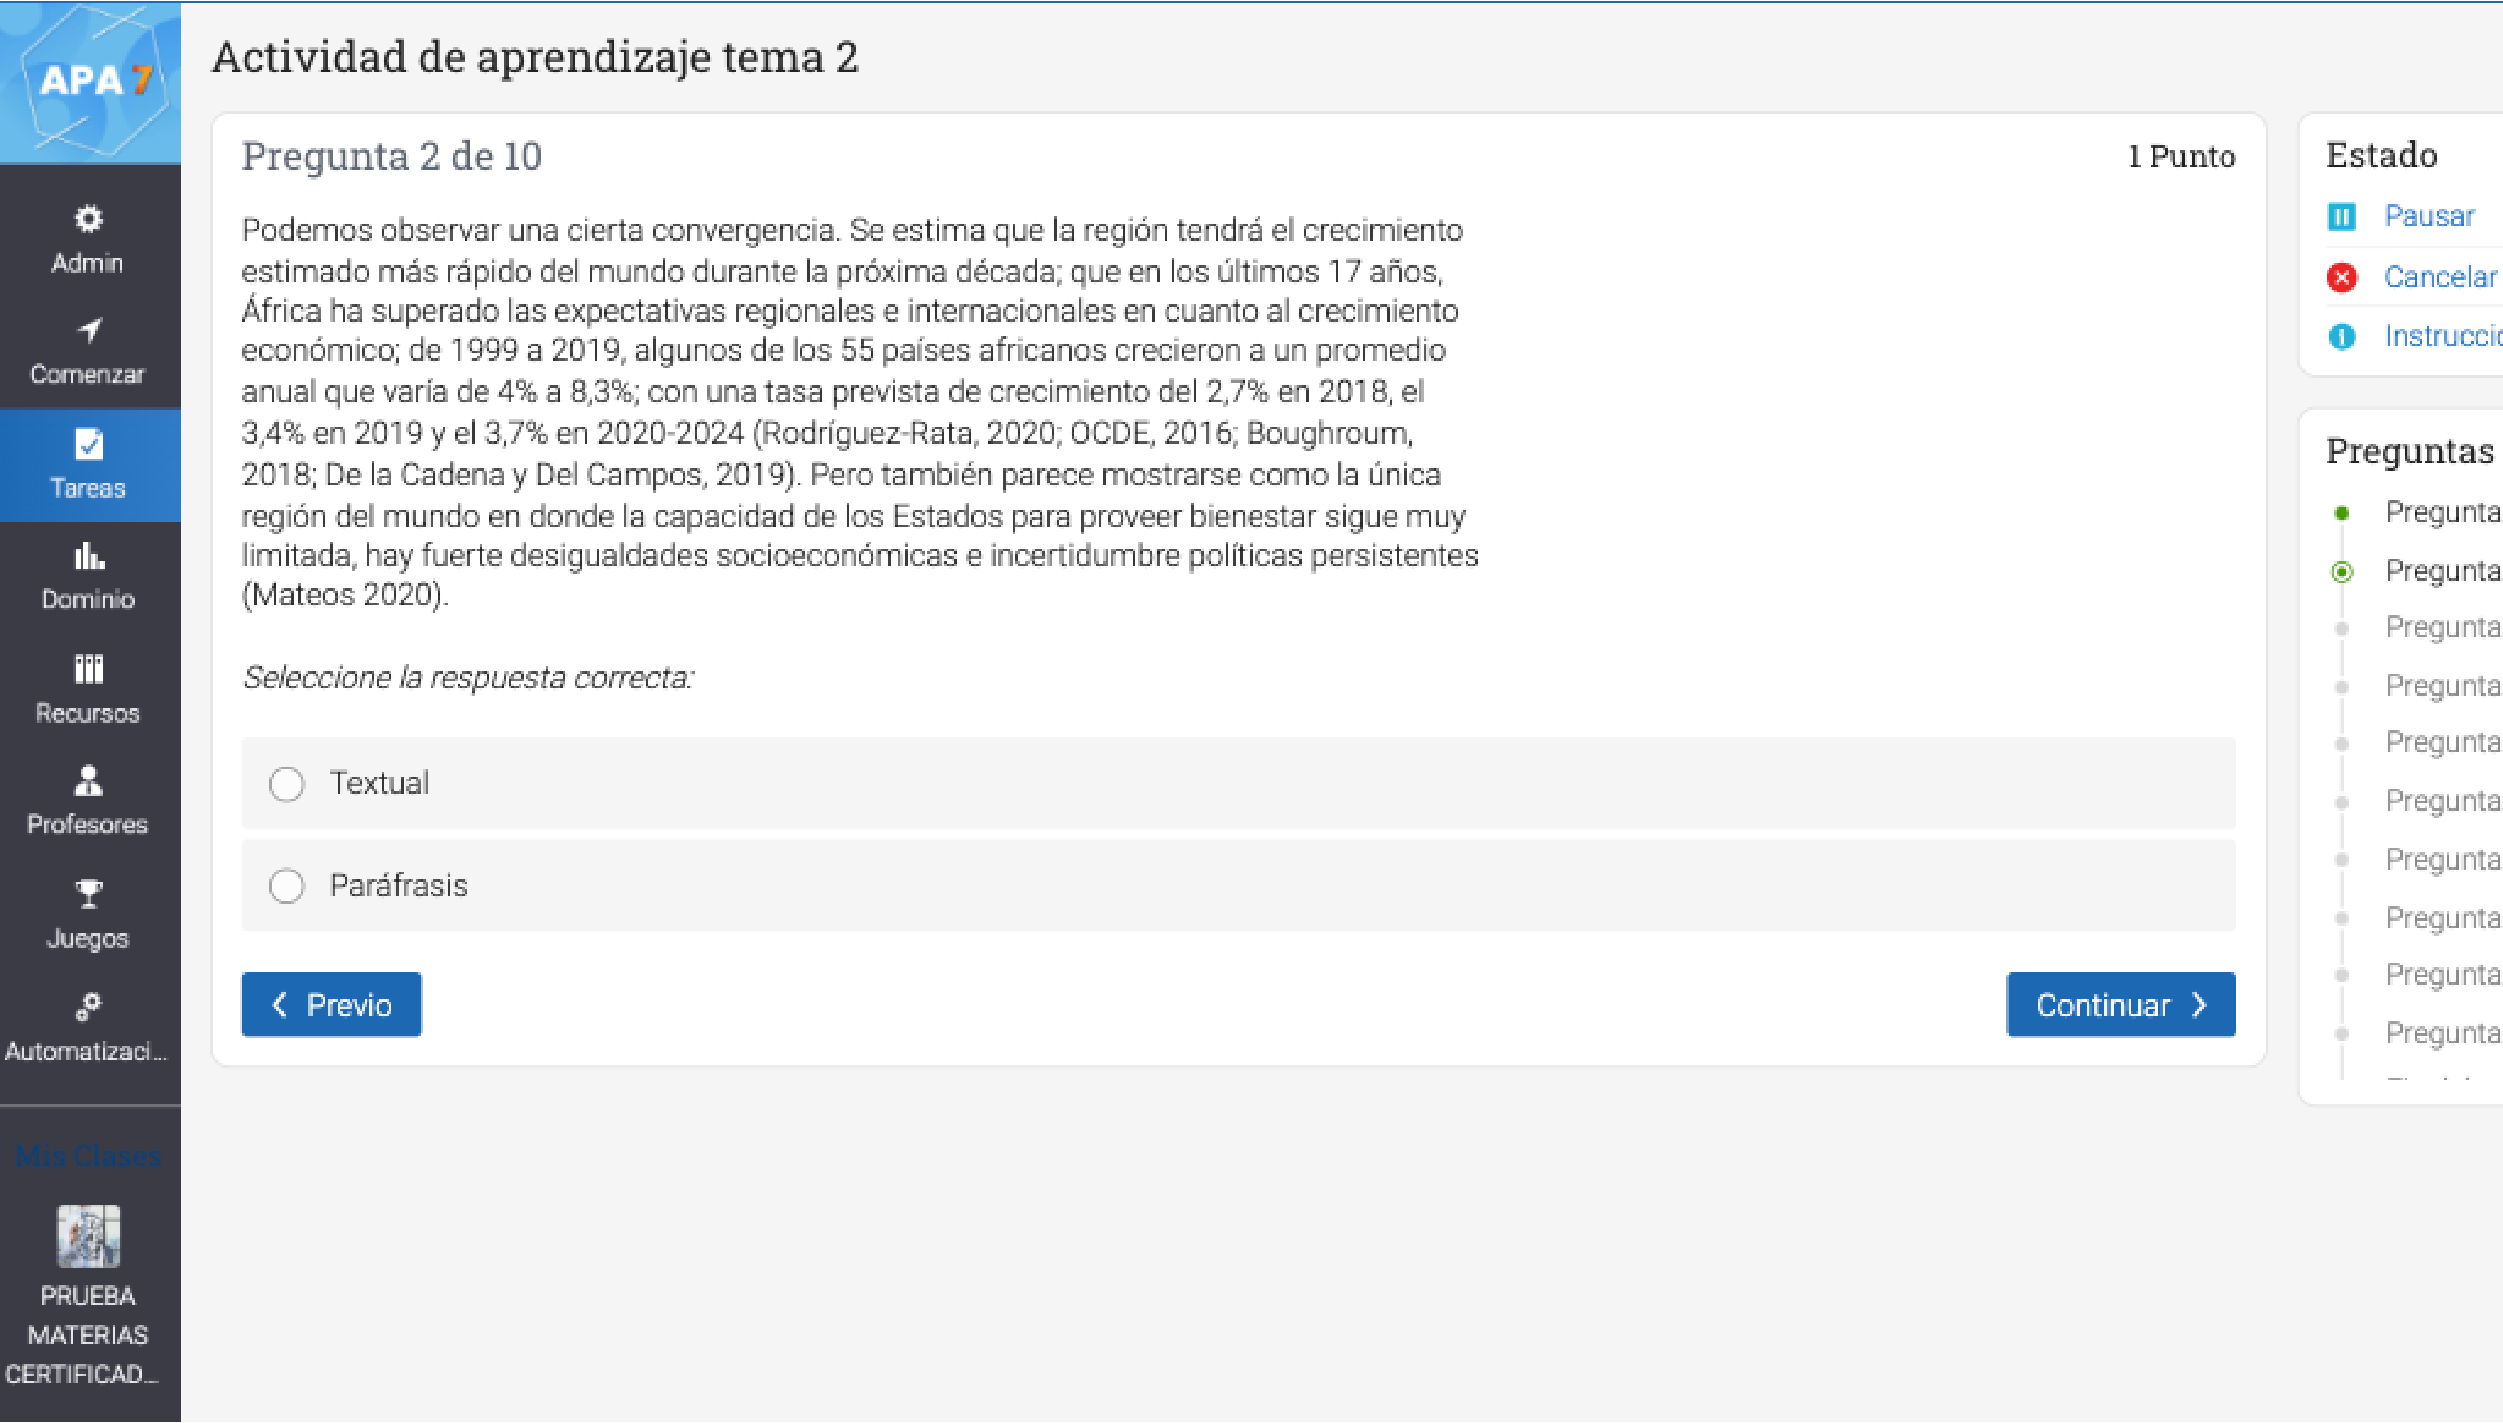 APA 7
Admin
Comenzar
Tareas
Dominio
Recursos
Profesores
Juegos
Automatizaci...
Mis Clases
PRUEBA
MATERIAS
CERTIFICAD...
Actividad de aprendizaje tema 2
Pregunta 2 de 10
1 Punto
Podemos observar una cierta convergencia. Se estima que la región tendrá el crecimiento
estimado más rápido del mundo durante la próxima década; que en los últimos 17 años,
África ha superado las expectativas regionales e internacionales en cuanto al crecimiento
económico; de 1999 a 2019, algunos de los 55 países africanos crecieron a un promedio
anual que varía de 4% a 8,3%; con una tasa prevista de crecimiento del 2,7% en 2018, el
3,4% en 2019 y el 3,7% en 2020-2024 (Rodríguez-Rata, 2020; OCDE, 2016; Boughroum,
2018; De la Cadena y Del Campos, 2019). Pero también parece mostrarse como la única
región del mundo en donde la capacidad de los Estados para proveer bienestar sigue muy
limitada, hay fuerte desigualdades socioeconómicas e incertidumbre políticas persistentes
(Mateos 2020).
Seleccione la respuesta correcta:
Textual
Paráfrasis
Previo
Continuar
Estado
Pausar
Cancelar
Instruccio
Preguntas
Pregunta
Pregunta
Pregunta
Pregunta
Pregunta
Pregunta
Pregunta
Pregunta
Pregunta
Pregunta